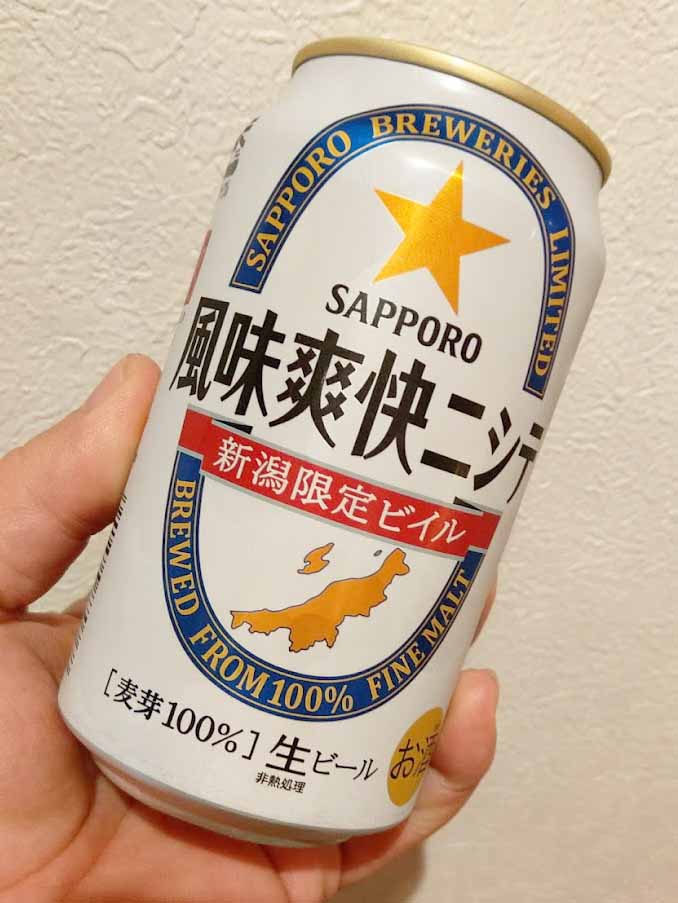 SAPPORO BREWERIES LIMITED
SAPPORO
風味爽快ニシテ
新潟限定ビイル
BREWED FROM 100% FINE MALT
[麦芽100%] 生ビール
非熱処理
お酒